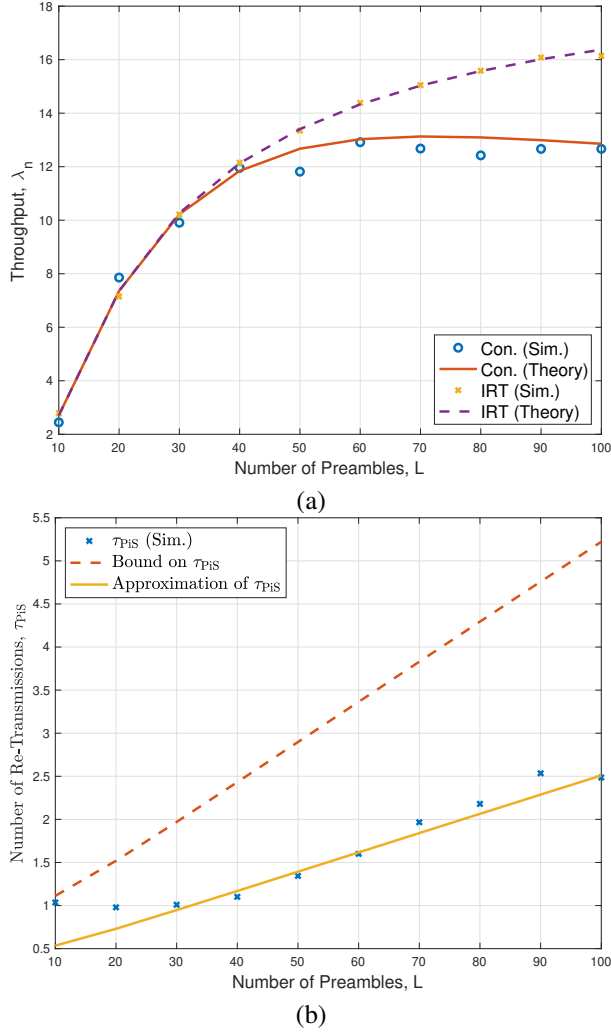 18
16
14
12
10
8
6
4
2
Throughput, λn
Con. (Sim.)
Con. (Theory)
IRT (Sim.)
IRT (Theory)
10 20 30 40 50 60 70 80 90 100
Number of Preambles, L
(a)
5.5
5
4.5
4
3.5
3
2.5
2
1.5
1
0.5
Number of Re-Transmissions, τPiS
τPiS (Sim.)
Bound on τPiS
Approximation of τPiS
10 20 30 40 50 60 70 80 90 100
Number of Preambles, L
(b)